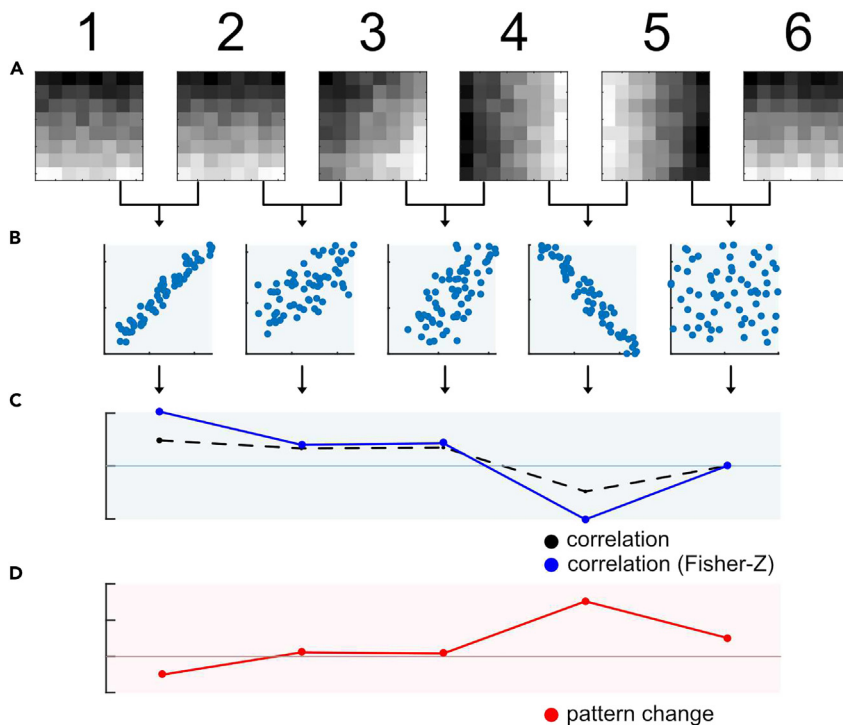 1 2 3 4 5 6
A
B
C
correlation
correlation (Fisher-Z)
D
pattern change